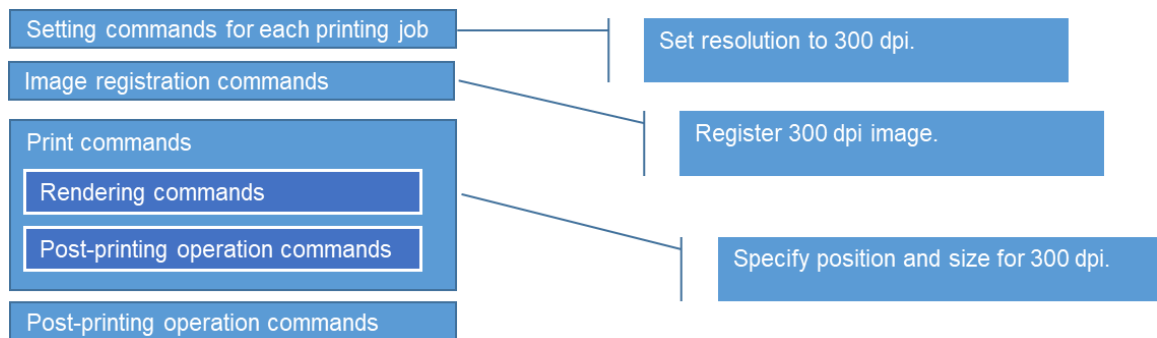 Setting commands for each printing job
Set resolution to 300 dpi.
Image registration commands
Register 300 dpi image.
Print commands
Rendering commands
Post-printing operation commands
Specify position and size for 300 dpi.
Post-printing operation commands